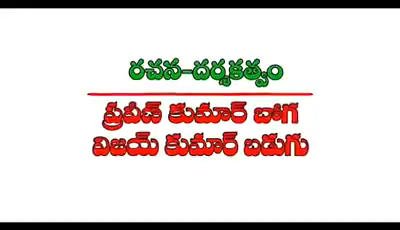 రచన-దర్శకత్వం
ప్రవీణ్ కుమార్ బోగ
విజయ్ కుమార్ బడుగు